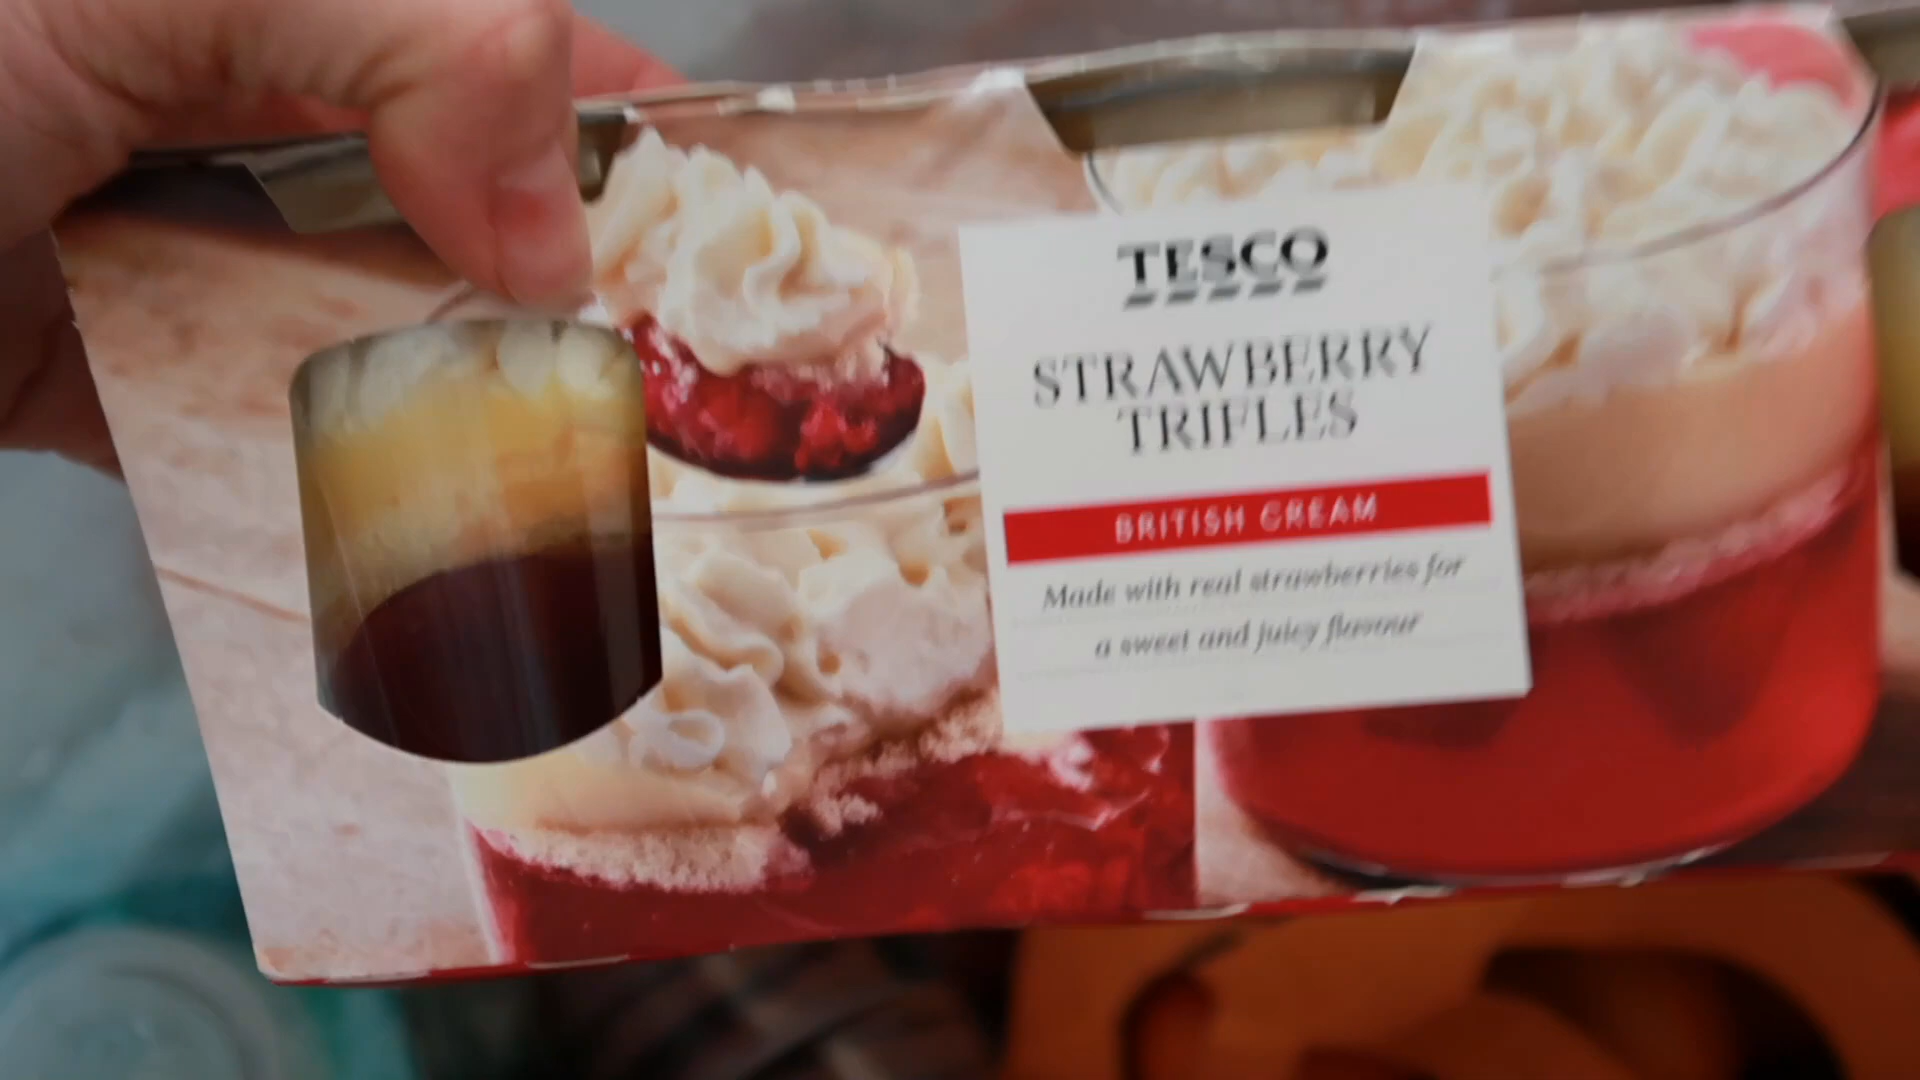 TESCO
STRAWBERRY
TRIFLES
BRITISH CREAM
Made with real strawberries for
a sweet and juicy flavour